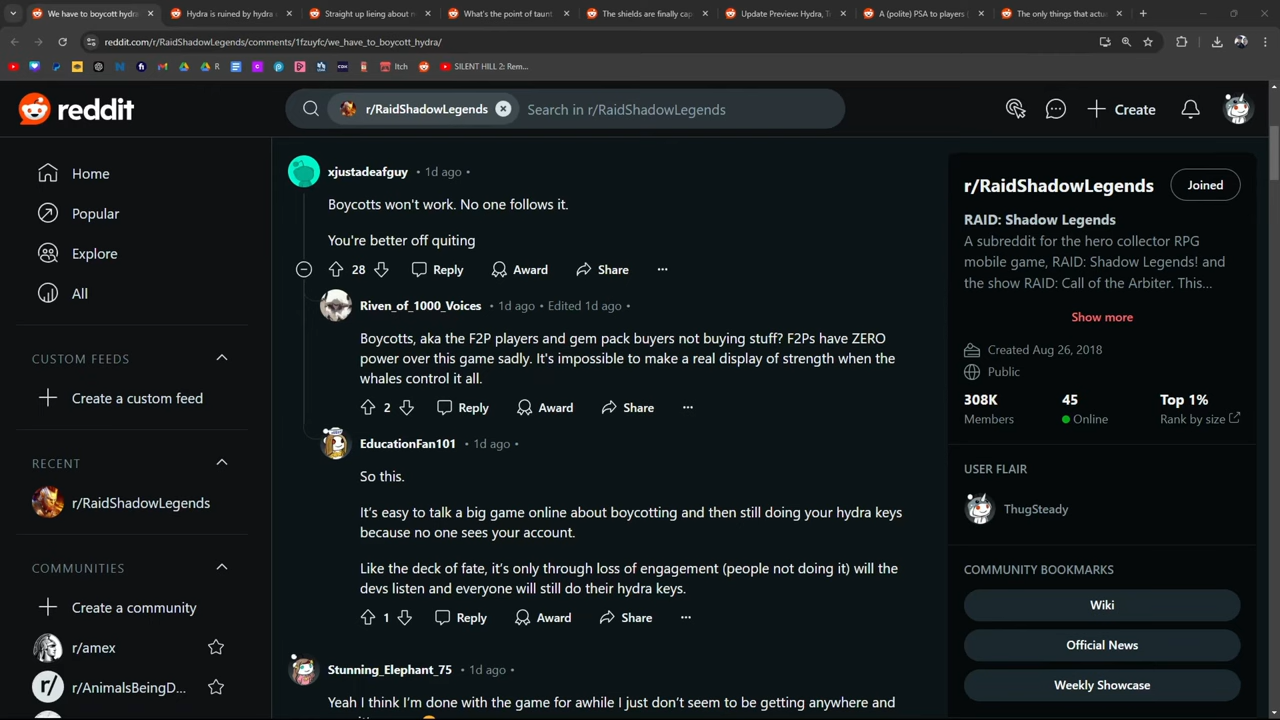 We have to boycott hydra
Hydra is ruined by hydra
Straight up lieing about
What's the point of taunt
The shields are finally cap
Update Preview: Hydra, T
A (polite) PSA to players
The only things that actu
reddit.com/r/RaidShadowLegends/comments/1fzuyfc/we_have_to_boycott_hydra/
R
Itch
SILENT HILL 2: Rem...
reddit
r/RaidShadowLegends
Search in r/RaidShadowLegends
Create
Home
Popular
Explore
All
CUSTOM FEEDS
Create a custom feed
RECENT
r/RaidShadowLegends
COMMUNITIES
Create a community
r/amex
r/AnimalsBeingD...
xjustadeafguy • 1d ago •
Boycotts won't work. No one follows it.
You're better off quiting
28 Reply Award Share ...
Riven_of_1000_Voices • 1d ago • Edited 1d ago •
Boycotts, aka the F2P players and gem pack buyers not buying stuff? F2Ps have ZERO
power over this game sadly. It's impossible to make a real display of strength when the
whales control it all.
2 Reply Award Share ...
EducationFan101 • 1d ago •
So this.
It's easy to talk a big game online about boycotting and then still doing your hydra keys
because no one sees your account.
Like the deck of fate, it's only through loss of engagement (people not doing it) will the
devs listen and everyone will still do their hydra keys.
1 Reply Award Share ...
Stunning_Elephant_75 • 1d ago •
Yeah I think I'm done with the game for awhile I just don't seem to be getting anywhere and
r/RaidShadowLegends
Joined
RAID: Shadow Legends
A subreddit for the hero collector RPG
mobile game, RAID: Shadow Legends! and
the show RAID: Call of the Arbiter. This...
Show more
Created Aug 26, 2018
Public
308K 45 Top 1%
Members Online Rank by size
USER FLAIR
ThugSteady
COMMUNITY BOOKMARKS
Wiki
Official News
Weekly Showcase